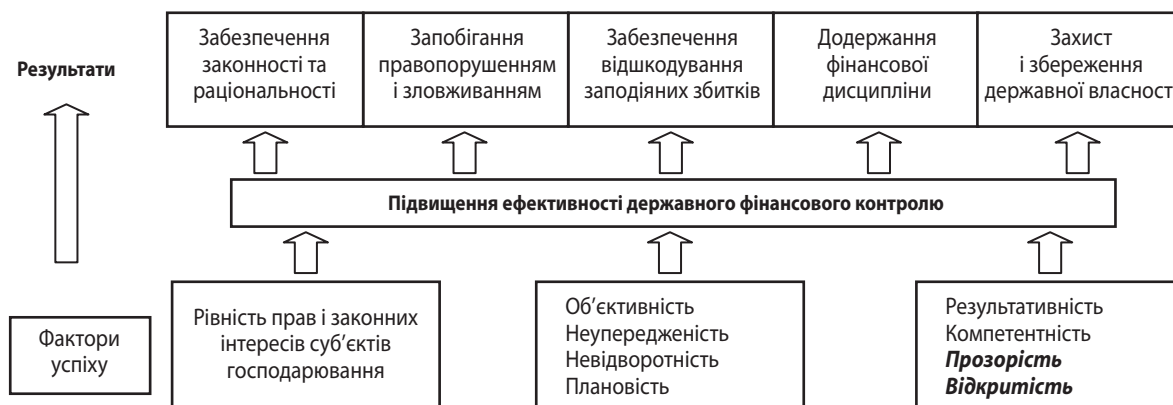 Результати
Забезпечення
законності та
раціональності
Запобігання
правопорушенням
і зловживанням
Забезпечення
відшкодування
заподіяних збитків
Додержання
фінансової
дисципліни
Захист
і збереження
державної власност
Підвищення ефективності державного фінансового контролю
Фактори
успіху
Рівність прав і законних
інтересів суб’єктів
господарювання
Об’єктивність
Неупередженість
Невідворотність
Плановість
Результативність
Компетентність
Прозорість
Відкритість